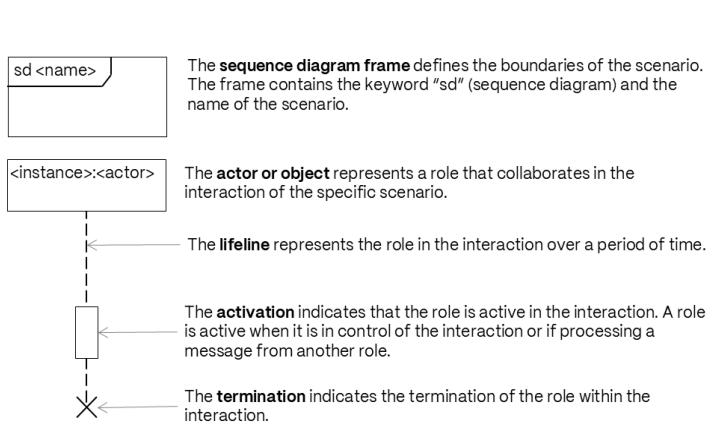 sd <name>
The sequence diagram frame defines the boundaries of the scenario.
The frame contains the keyword “sd” (sequence diagram) and the
name of the scenario.
<instance>:<actor>
The actor or object represents a role that collaborates in the
interaction of the specific scenario.
The lifeline represents the role in the interaction over a period of time.
The activation indicates that the role is active in the interaction. A role
is active when it is in control of the interaction or if processing a
message from another role.
The termination indicates the termination of the role within the
interaction.